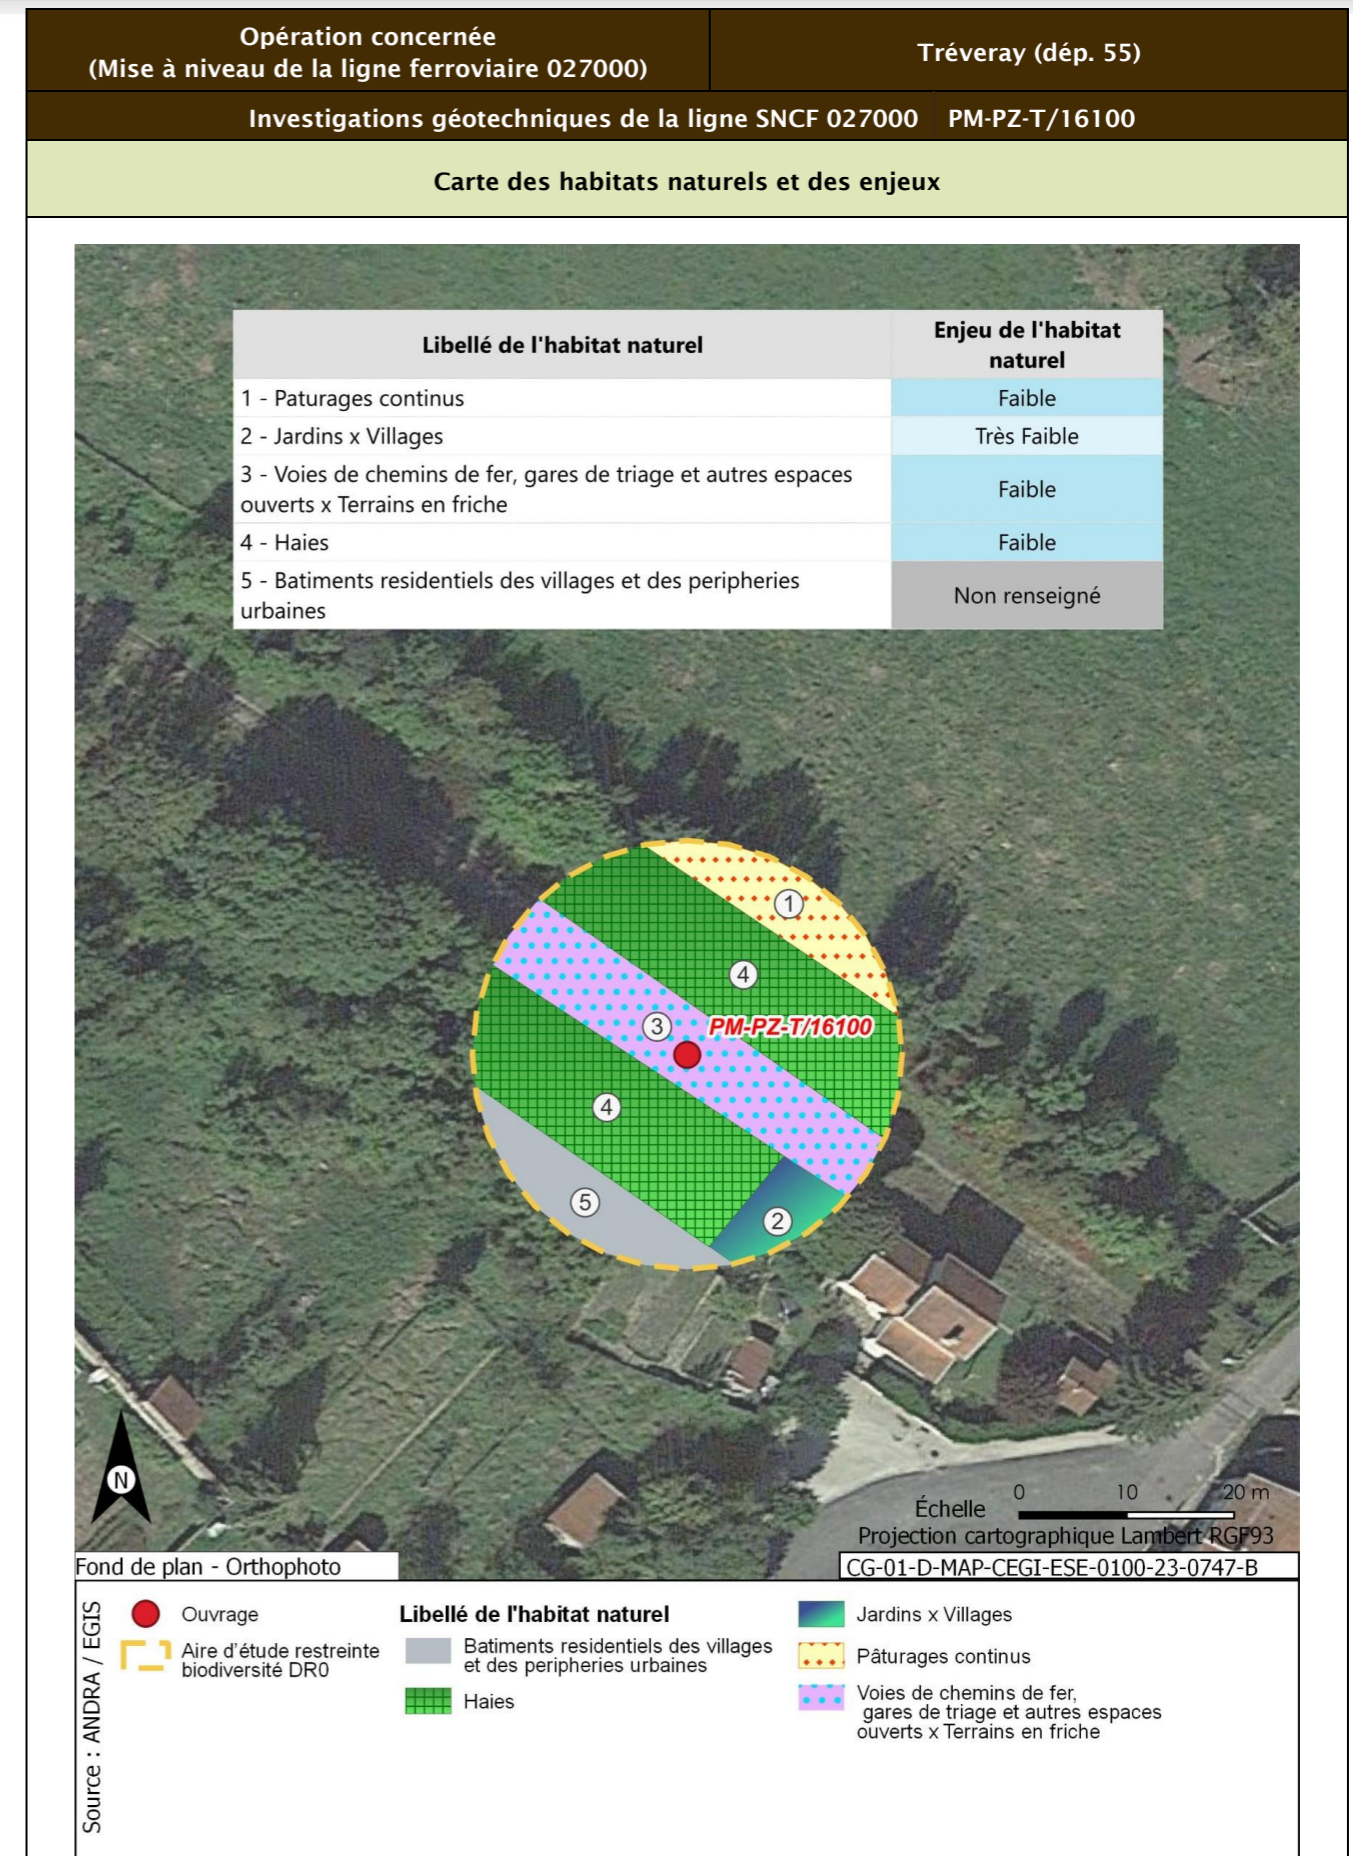 Opération concernée
(Mise à niveau de la ligne ferroviaire 027000)
Tréveray (dép. 55)
Investigations géotechniques de la ligne SNCF 027000 PM-PZ-T/16100
Carte des habitats naturels et des enjeux
Libellé de l'habitat naturel
Enjeu de l'habitat
naturel
1 - Paturages continus
Faible
2 - Jardins x Villages
Très Faible
3 - Voies de chemins de fer, gares de triage et autres espaces
ouverts x Terrains en friche
Faible
4 - Haies
Faible
5 - Batiments residentiels des villages et des peripheries
urbaines
Non renseigné
1
4
3
PM-PZ-T/16100
4
5
2
N
0 10 20 m
Échelle
Projection cartographique Lambert RGF93
Fond de plan - Orthophoto
CG-01-D-MAP-CEGI-ESE-0100-23-0747-B
Source : ANDRA / EGIS
Ouvrage
Aire d'étude restreinte
biodiversité DR0
Libellé de l'habitat naturel
Batiments residentiels des villages
et des peripheries urbaines
Haies
Jardins x Villages
Pâturages continus
Voies de chemins de fer,
gares de triage et autres espaces
ouverts x Terrains en friche